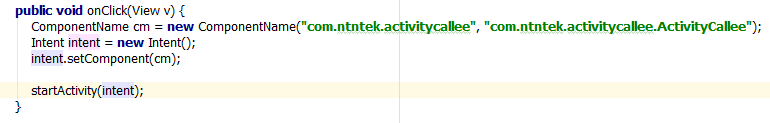 public void onClick(View v) {
ComponentName cm = new ComponentName("com.ntntek.activitycallee", "com.ntntek.activitycallee.ActivityCallee");
Intent intent = new Intent();
intent.setComponent(cm);
startActivity(intent);
}